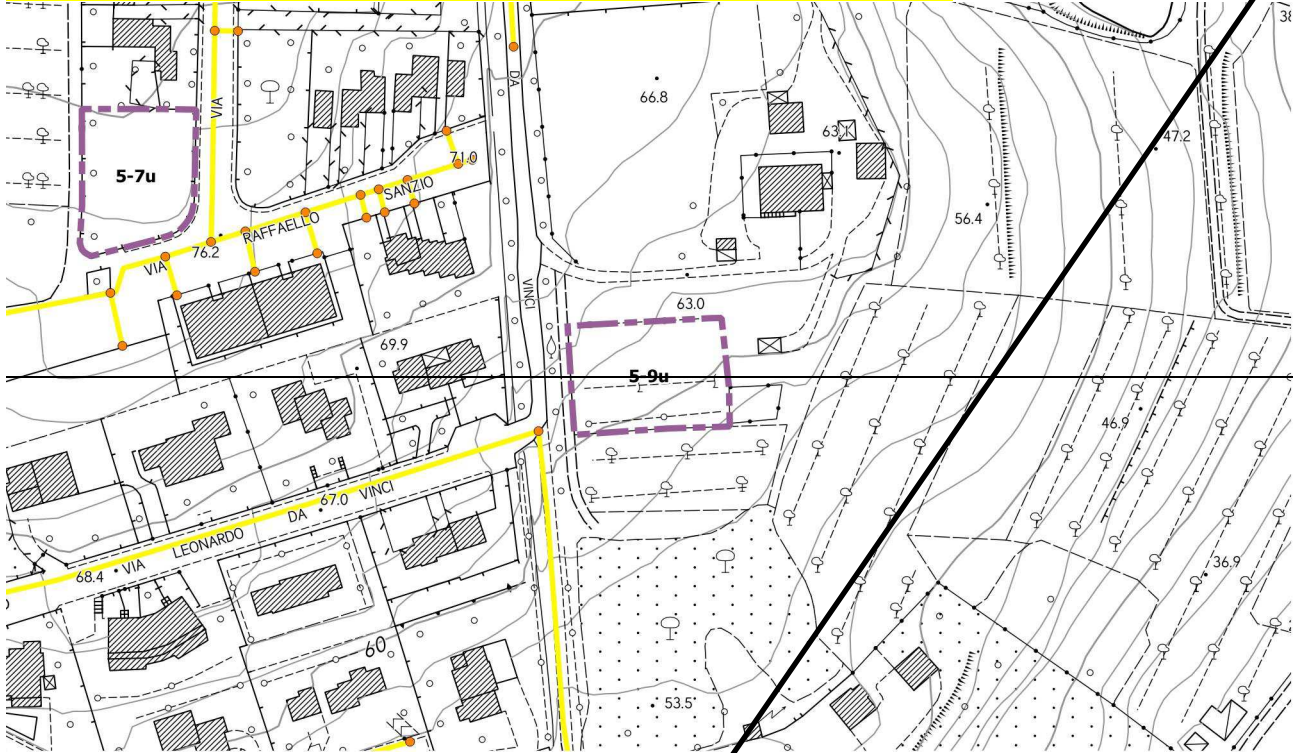 38
DA
VIA
66.8
63.1
47.2
71.0
5-7u
SANZIO
RAFFAELLO
56.4
76.2
VIA
VINCI
63.0
69.9
5-9u
46.9
VINCI
67.0
DA
LEONARDO
VIA
68.4
36.9
60
53.5